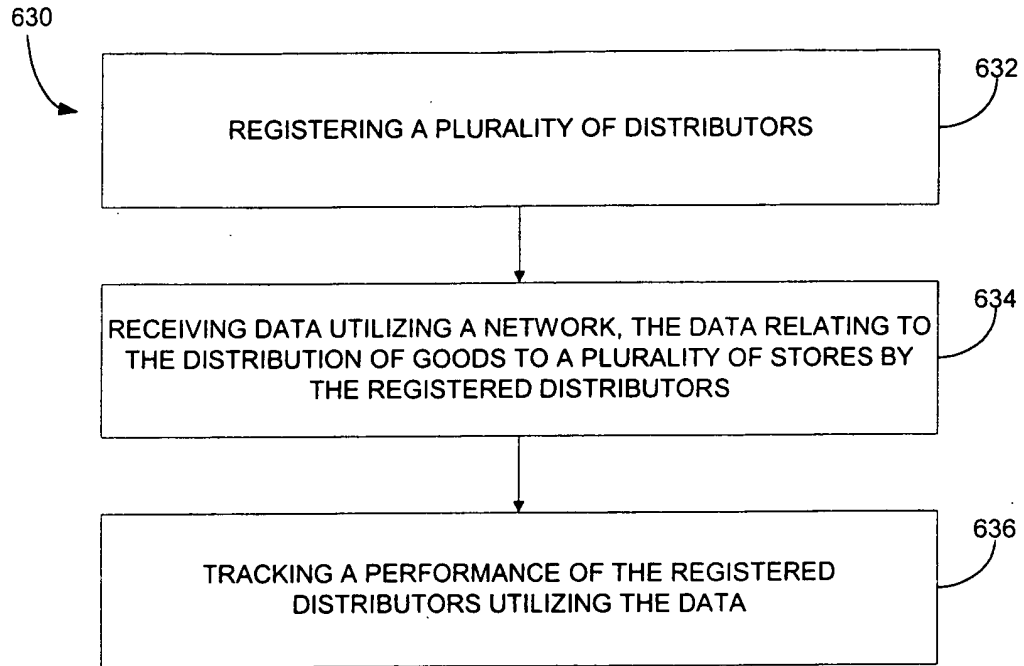 630
632
REGISTERING A PLURALITY OF DISTRIBUTORS
634
RECEIVING DATA UTILIZING A NETWORK, THE DATA RELATING TO
THE DISTRIBUTION OF GOODS TO A PLURALITY OF STORES BY
THE REGISTERED DISTRIBUTORS
636
TRACKING A PERFORMANCE OF THE REGISTERED
DISTRIBUTORS UTILIZING THE DATA